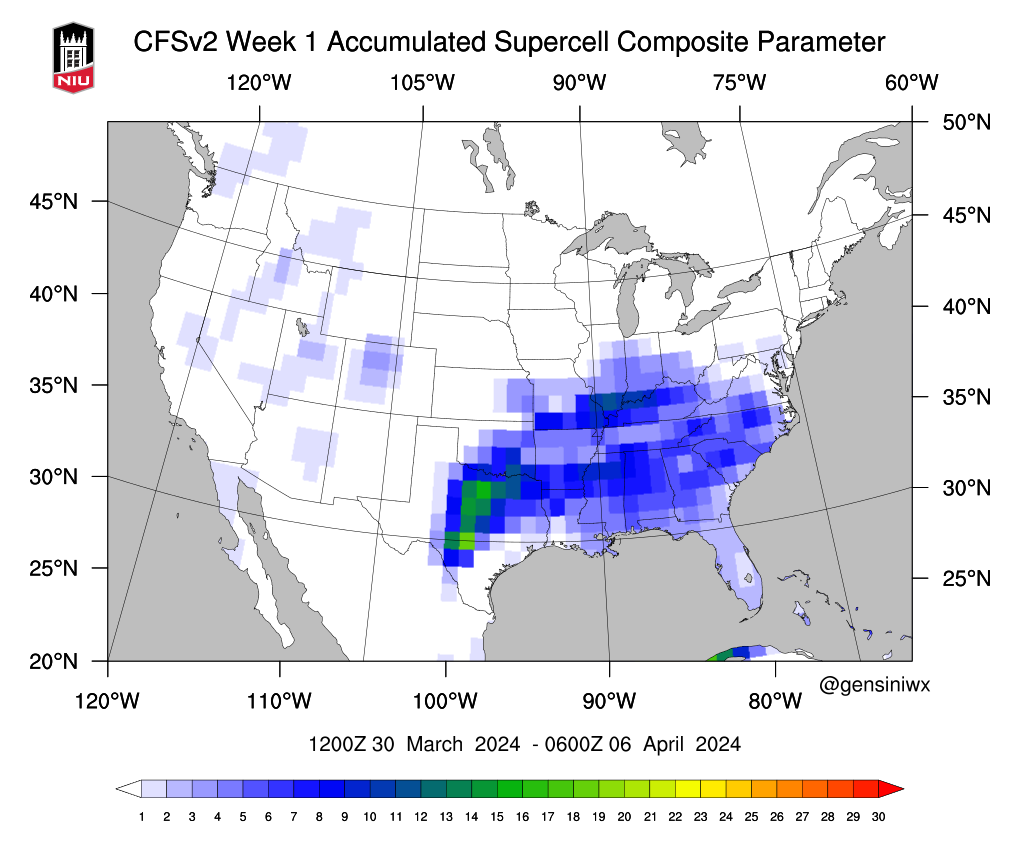 CFSv2 Week 1 Accumulated Supercell Composite Parameter
NIU
120°W 105°W 90°W 75°W 60°W
50°N
45°N 45°N
40°N 40°N
35°N 35°N
30°N 30°N
25°N 25°N
20°N
120°W 110°W 100°W 90°W 80°W
@gensiniwx
1200Z 30 March 2024 - 0600Z 06 April 2024
1 2 3 4 5 6 7 8 9 10 11 12 13 14 15 16 17 18 19 20 21 22 23 24 25 26 27 28 29 30